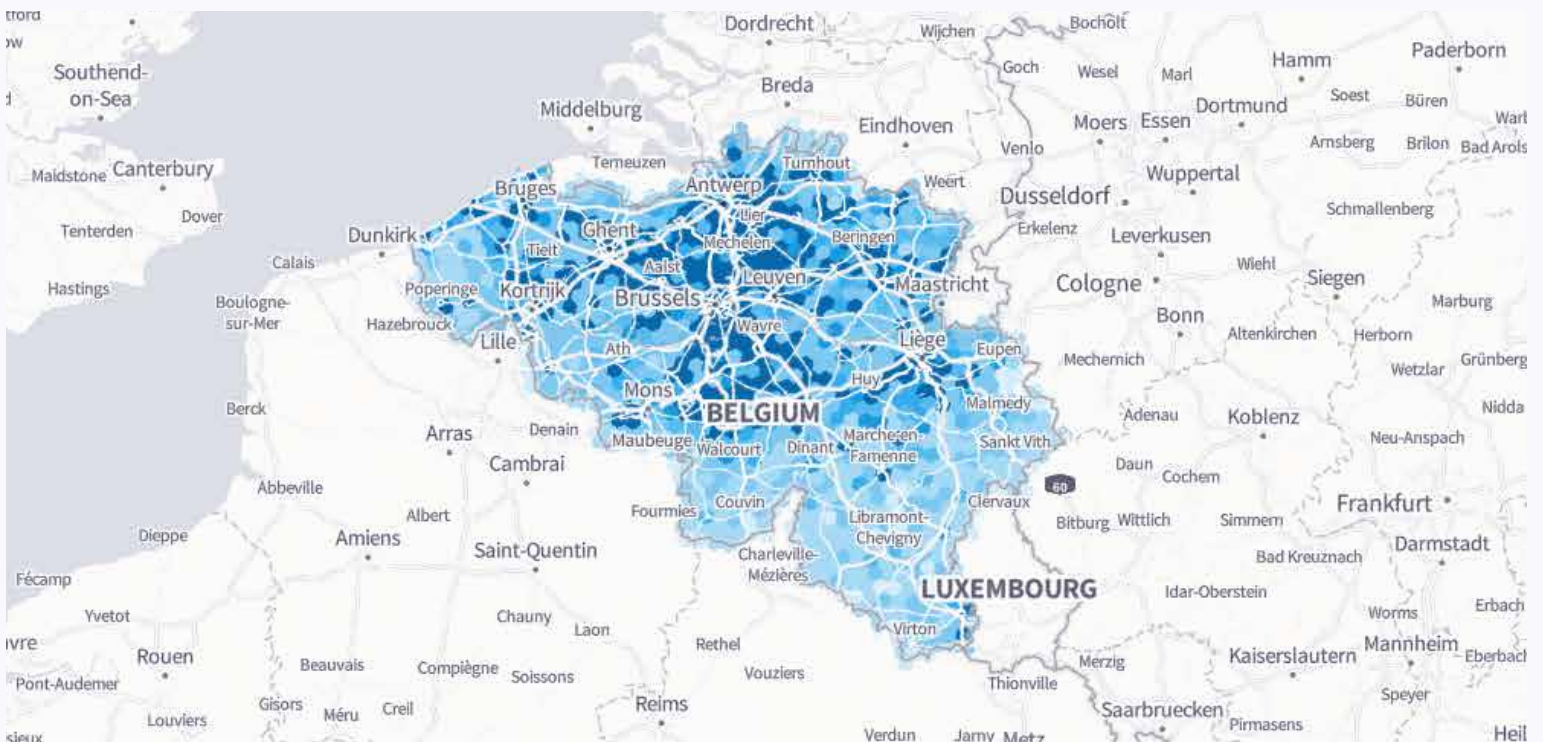 Dordrecht
Wijchen
Bocholt
Southend-
on-Sea
Goch
Wesel
Marl
Hamm
Paderborn
Breda
Middelburg
Eindhoven
Moers
Essen
Dortmund
Soest
Büren
Canterbury
Maidstone
Terneuzen
Turnhout
Venlo
Wuppertal
Arnsberg
Brilon
Bad Arols
Bruges
Antwerp
Weert
Dusseldorf
Dover
Tenterden
Dunkirk
Ghent
Lier
Schmallenberg
Tielt
Mechelen
Beringen
Erkelenz
Leverkusen
Calais
Aalst
Leuven
Wiehl
Hastings
Poperinge
Kortrijk
Brussels
Maastricht
Cologne
Siegen
Boulogne-
sur-Mer
Hazebrouck
Wavre
Bonn
Marburg
Lille
Ath
Liège
Eupen
Altenkirchen
Herborn
Mechernich
Wetzlar
Grünberg
Mons
Huy
Berck
BELGIUM
Malmedy
Adenau
Koblenz
Nidda
Arras
Denain
Maubeuge
Walcourt
Dinant
Marche-en-
Famenne
Sankt Vith
Neu-Anspach
Cambrai
Daun
Cochem
Abbeville
60
Albert
Fourmies
Couvin
Libramont-
Chevigny
Clervaux
Bitburg
Wittlich
Simmern
Frankfurt
Dieppe
Amiens
Saint-Quentin
Charleville-
Mézières
Bad Kreuznach
Darmstadt
Fécamp
LUXEMBOURG
Idar-Oberstein
Yvetot
Chauny
Laon
Virton
Worms
Erbach
Rouen
Rethel
Mannheim
Beauvais
Compiègne
Soissons
Vouziers
Merzig
Kaiserslautern
Eberbach
Pont-Audemer
Thionville
Gisors
Méru
Creil
Reims
Speyer
Louviers
Saarbruecken
Pirmasens
Verdun
Jarny
Metz
Heil